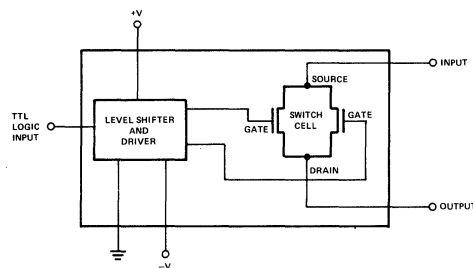 +V
INPUT
SOURCE
TTL
LOGIC
INPUT
LEVEL SHIFTER
AND
DRIVER
GATE
SWITCH
CELL
GATE
DRAIN
OUTPUT
-V